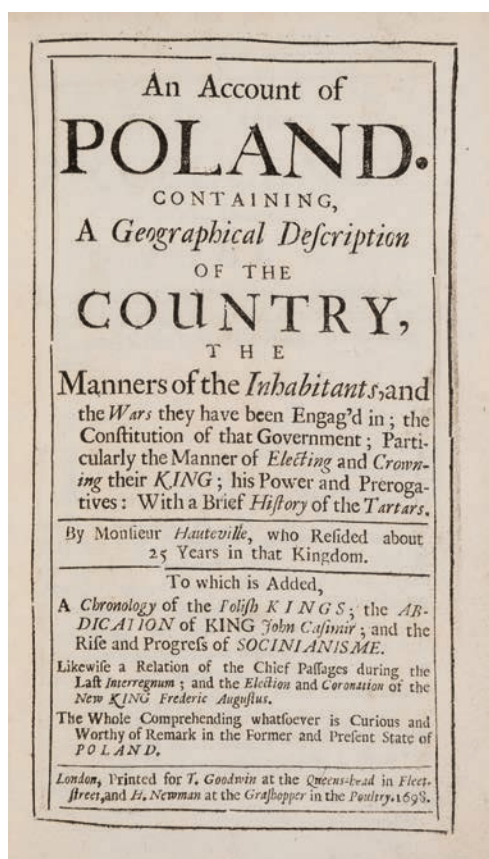 An Account of
POLAND.
CONTAINING,
A Geographical Deſcription
OF THE
COUNTRY,
THE
Manners of the Inhabitants, and
the Wars they have been Engag'd in; the
Conſtitution of that Government; Parti-
cularly the Manner of Electing and Crown-
ing their KING; his Power and Preroga-
tives: With a Brief Hiſtory of the Tartars.
By Monſieur Hauteville, who Reſided about
25 Years in that Kingdom.
To which is Added,
A Chronology of the Poliſh KINGS; the AB-
DICATION of KING John Caſimir; and the
Riſe and Progreſs of SOCINIANISME.
Likewiſe a Relation of the Chief Paſſages during the
Laſt Interregnum; and the Election and Coronation of the
New KING Frederic Auguſtus.
The Whole Comprehending whatſoever is Curious and
Worthy of Remark in the Former and Preſent State of
POLAND.
London, Printed for T. Goodwin at the Queens-head in Fleet-
ſtreet, and H. Newman at the Graſhopper in the Poultry. 1698.